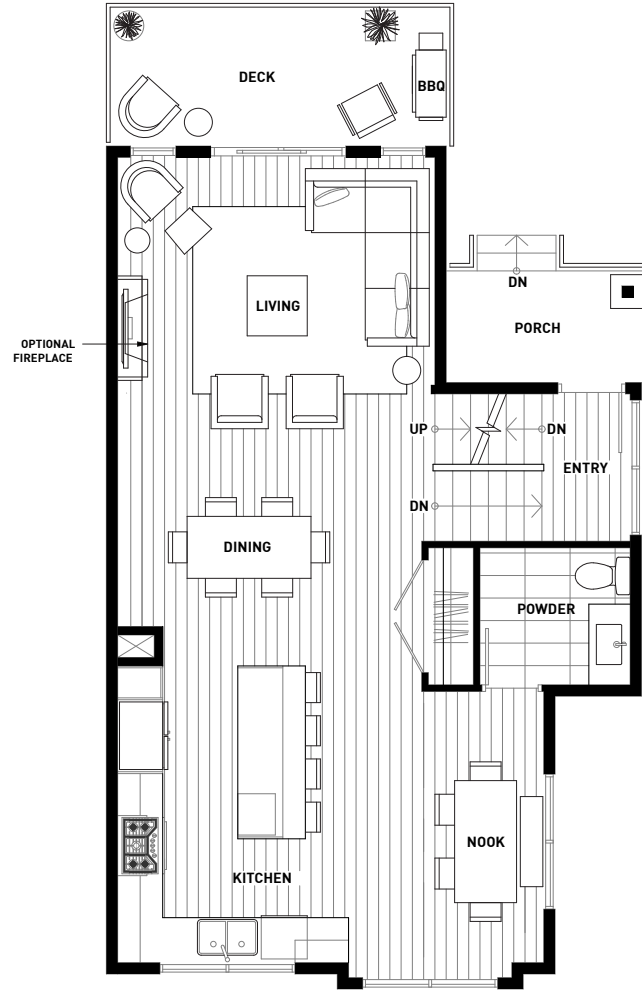 DECK
BBQ
DN
LIVING
PORCH
OPTIONAL
FIREPLACE
UP
DN
ENTRY
DN
DINING
POWDER
NOOK
KITCHEN